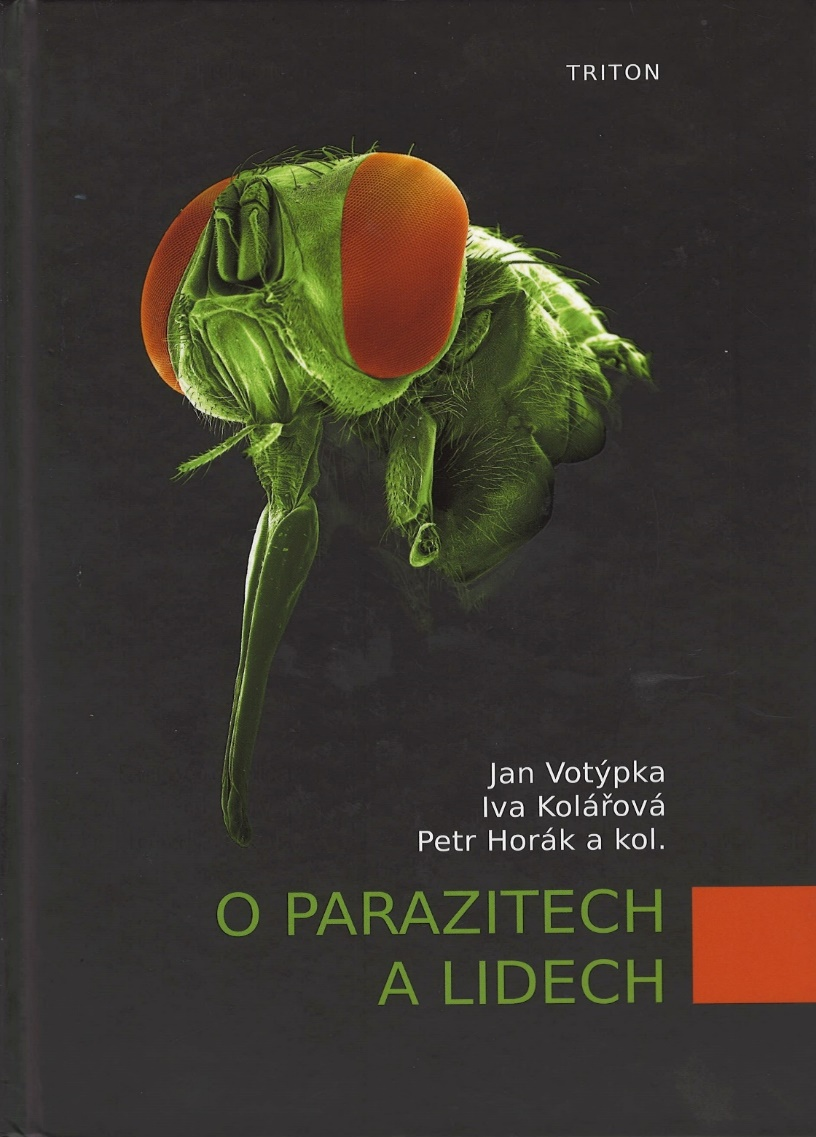 TRITON
Jan Votýpka
Iva Kolářová
Petr Horák a kol.
O PARAZITECH
A LIDECH